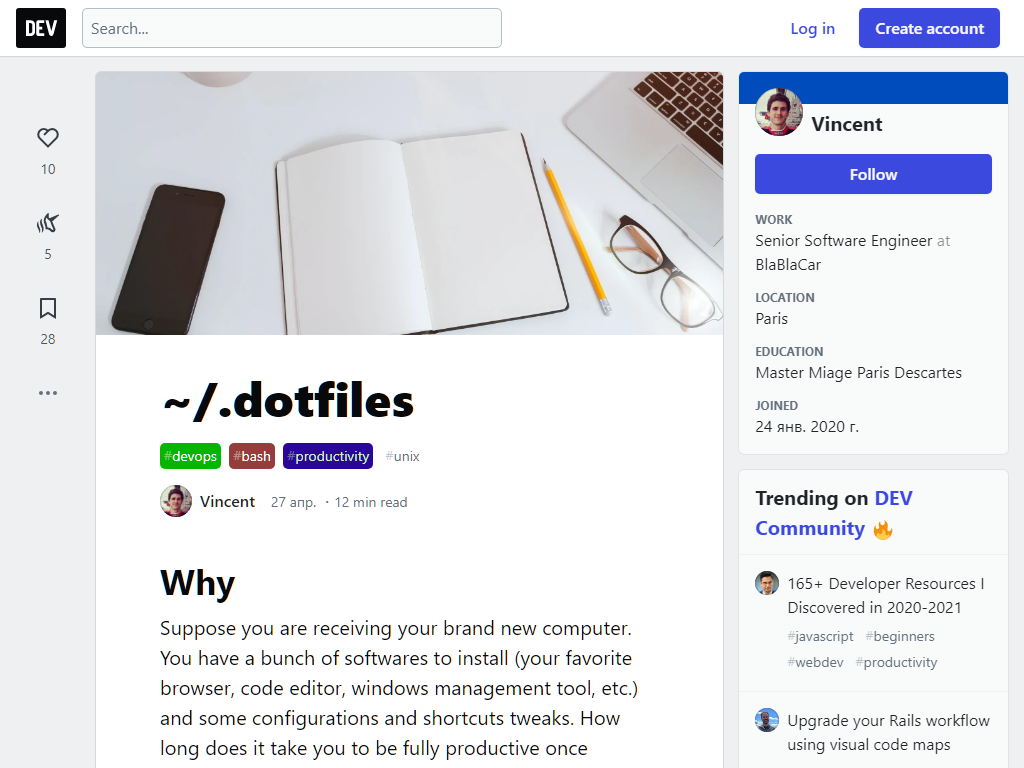 DEV
Search...
Log in
Create account
10
5
28
~/.dotfiles
#devops #bash #productivity #unix
Vincent 27 апр. ・12 min read
Why
Suppose you are receiving your brand new computer.
You have a bunch of softwares to install (your favorite
browser, code editor, windows management tool, etc.)
and some configurations and shortcuts tweaks. How
long does it take you to be fully productive once
Vincent
Follow
WORK
Senior Software Engineer at
BlaBlaCar
LOCATION
Paris
EDUCATION
Master Miage Paris Descartes
JOINED
24 янв. 2020 г.
Trending on DEV
Community 🔥
165+ Developer Resources I
Discovered in 2020-2021
#javascript #beginners
#webdev #productivity
Upgrade your Rails workflow
using visual code maps